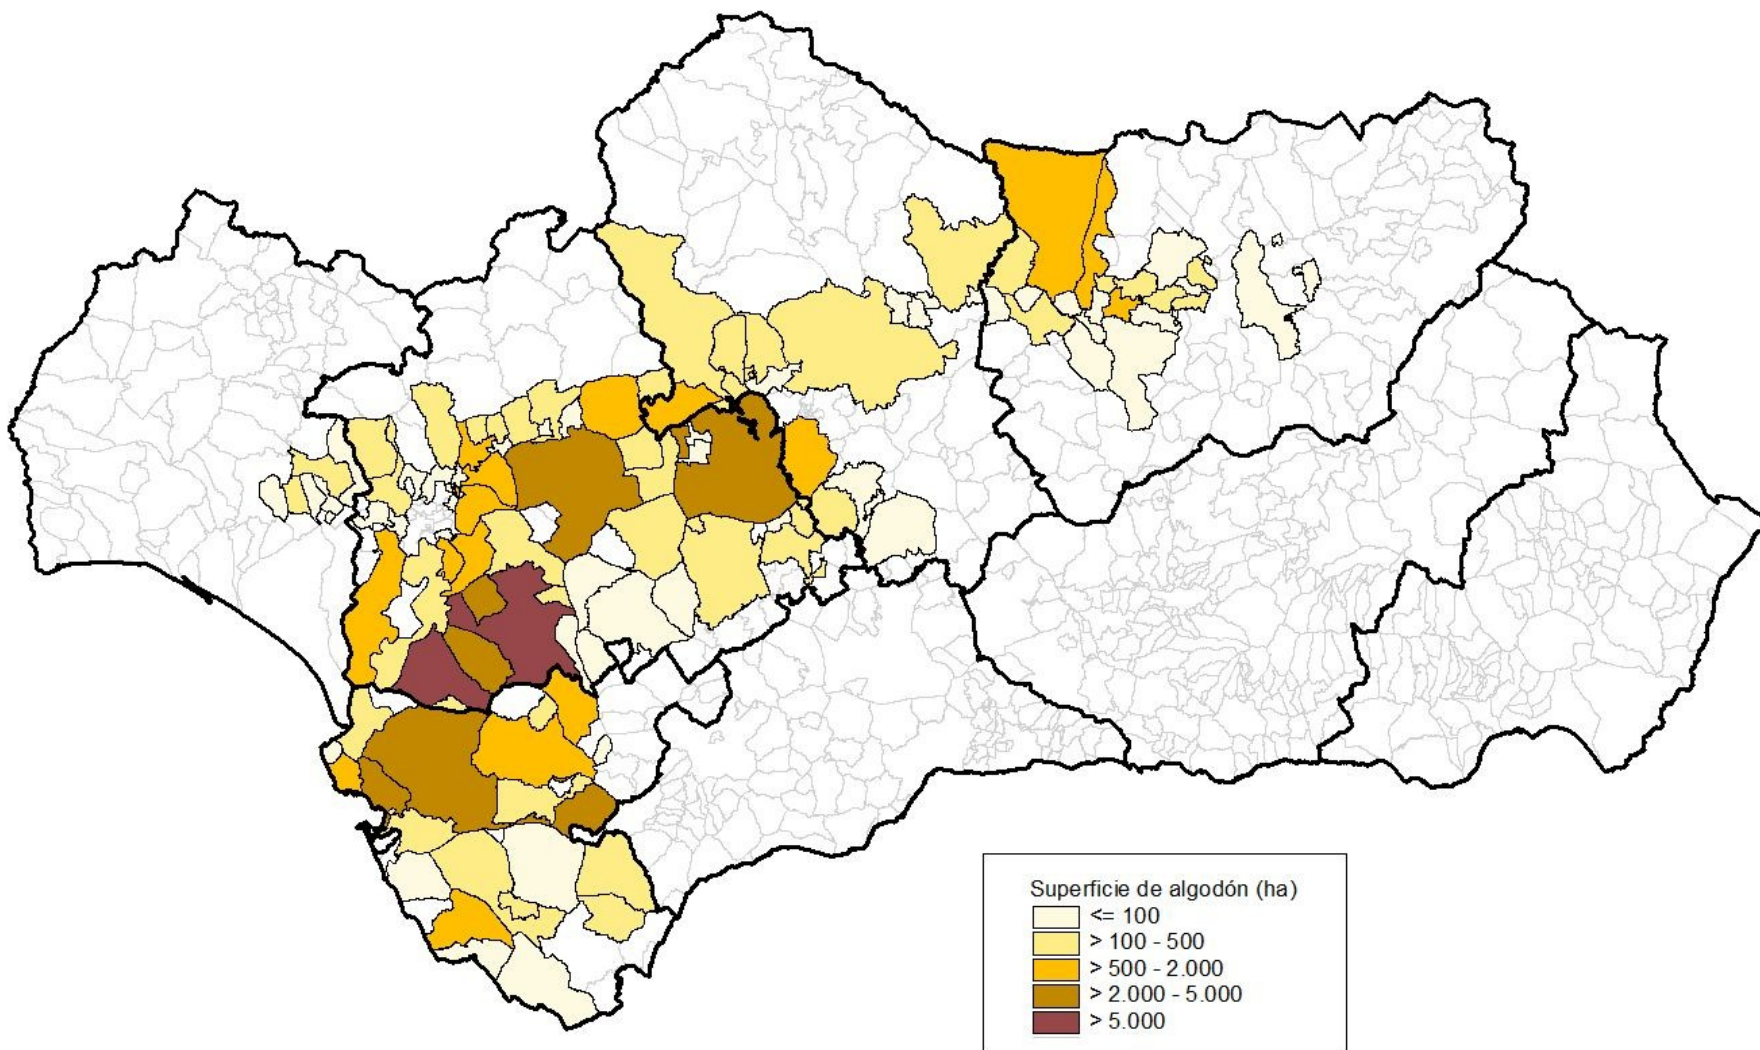 Superficie de algodón (ha)
<= 100
> 100 - 500
> 500 - 2.000
> 2.000 - 5.000
> 5.000